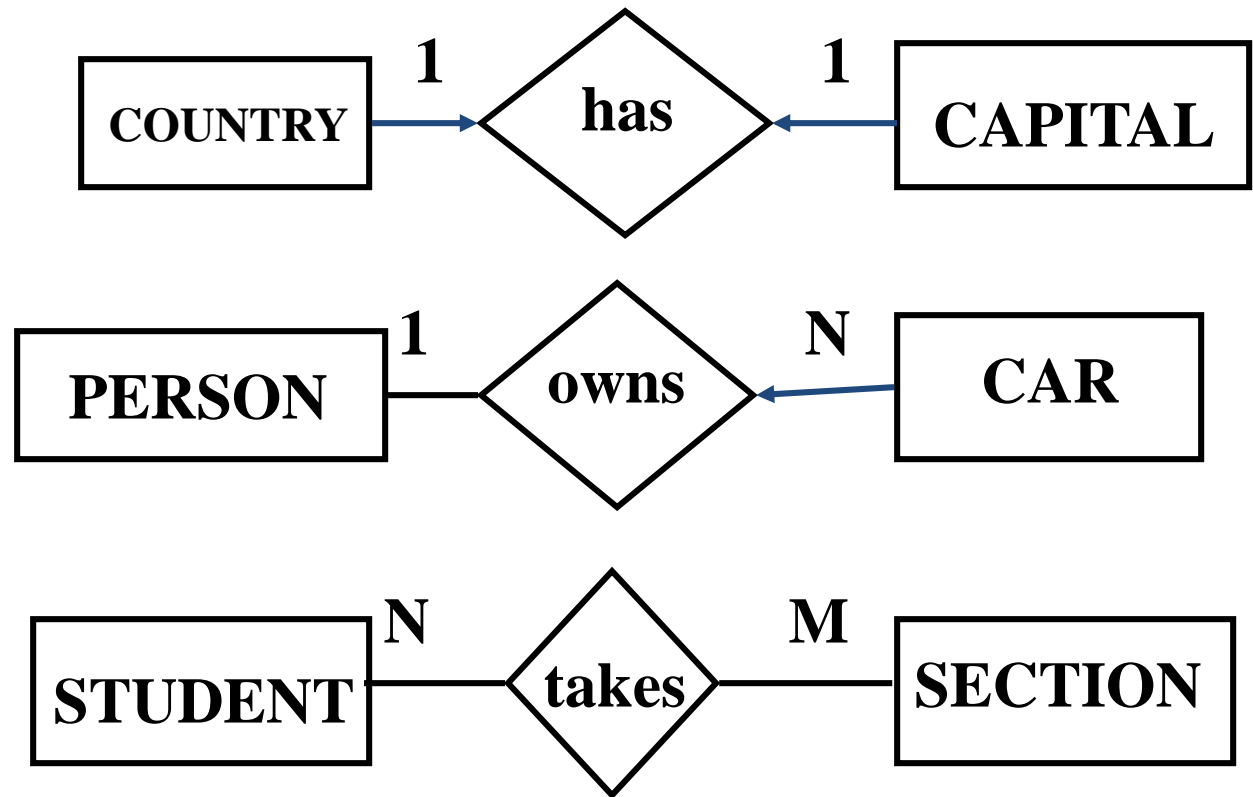 1 1
COUNTRY has CAPITAL
1 N
PERSON owns CAR
N M
STUDENT takes SECTION